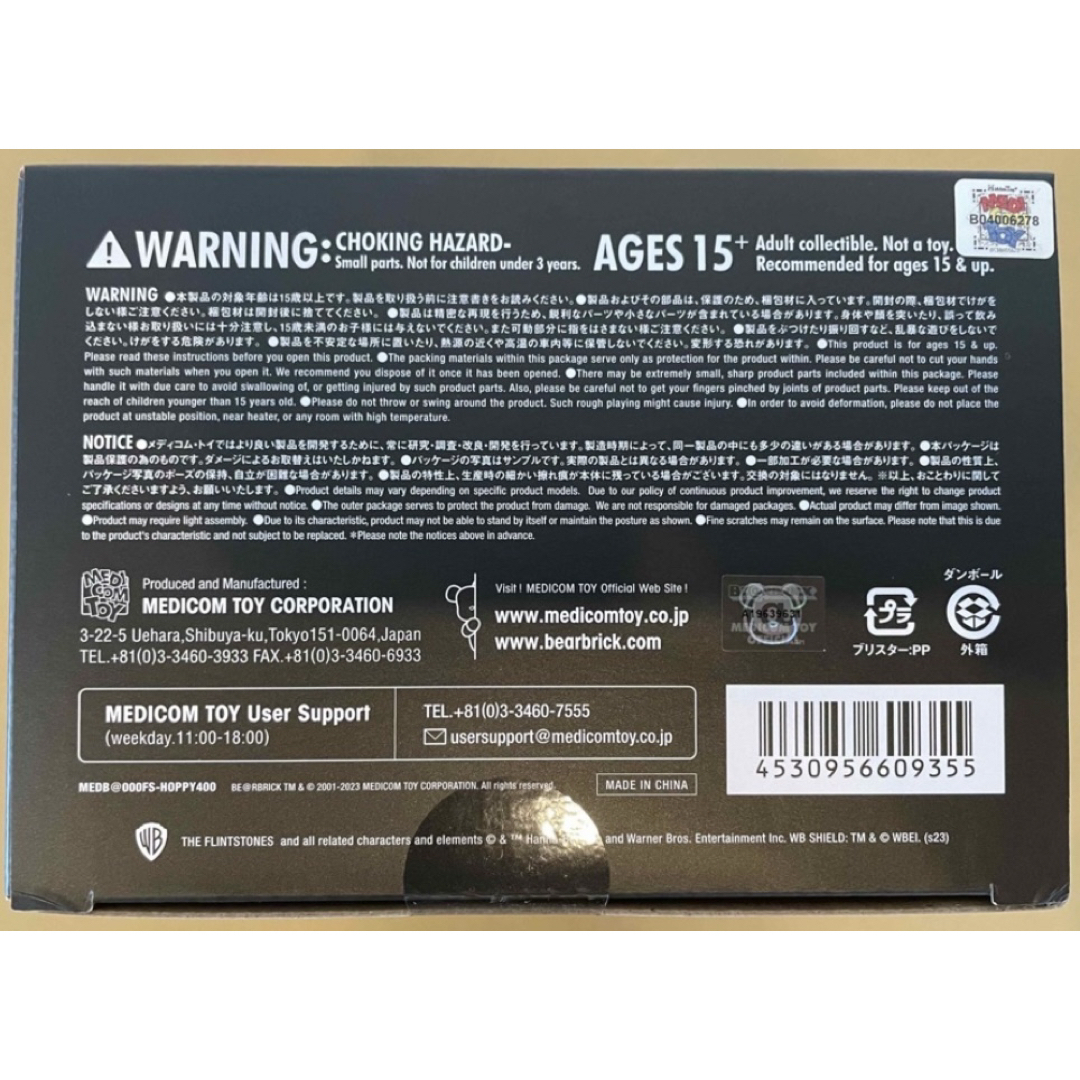 B04006278
WARNING: CHOKING HAZARD-
Small parts. Not for children under 3 years.
AGES 15+ Adult collectible. Not a toy.
Recommended for ages 15 & up.
WARNING ●本製品の対象年齢は15歳以上です。製品を取り扱う前に注意書きをお読みください。●製品およびその部品は、保護のため、梱包材に入っています。開封の際、梱包材でけがを
しない様ご注意ください。梱包材は開封後に捨ててください。●製品は精密な再現を行うため、鋭利なパーツや小さなパーツが含まれている場合があります。身体や顔を突いたり、誤って飲み
込まない様お取り扱いには十分注意し、15歳未満のお子様には与えないでください。また可動部分に指をはさまない様ご注意ください。●製品をぶつけたり振り回すなど、乱暴な遊びをしないで
ください。けがをする危険があります。●製品を不安定な場所に置いたり、熱源の近くや高温の車内等に保管しないでください。変形する恐れがあります。●This product is for ages 15 & up.
Please read these instructions before you open this product. ●The packing materials within this package serve only as protection for the product within. Please be careful not to cut your hands
with such materials when you open it. We recommend you dispose of it once it has been opened. ●There may be extremely small, sharp product parts included within this package. Please
handle it with due care to avoid swallowing of, or getting injured by such product parts. Also, please be careful not to get your fingers pinched by joints of product parts. Please keep out of the
reach of children younger than 15 years old. ●Please do not throw or swing around the product. Such rough playing might cause injury. ●In order to avoid deformation, please do not place the
product at unstable position, near heater, or any room with high temperature.
NOTICE ●メディコム・トイではより良い製品を開発するために、常に研究・調査・改良・開発を行っています。製造時期によって、同一製品の中にも多少の違いがある場合があります。●本パッケージは
製品保護の為のものです。ダメージによるお取替えはいたしかねます。●パッケージの写真はサンプルです。実際の製品とは異なる場合があります。●一部加工が必要な場合があります。●製品の性質上、
パッケージ写真のポーズの保持、自立が困難な場合があります。●製品の特性上、生産時の細かい擦れ痕が本体に残っている場合がございます。交換の対象にはなりません。※以上、おことわりに関して
ご了承くださいますよう、お願いいたします。●Product details may vary depending on specific product models. Due to our policy of continuous product improvement, we reserve the right to change product
specifications or designs at any time without notice. ●The outer package serves to protect the product from damage. We are not responsible for damaged packages. ●Actual product may differ from image shown.
●Product may require light assembly. ●Due to its characteristic, product may not be able to stand by itself or maintain the posture as shown. ●Fine scratches may remain on the surface. Please note that this is due
to the product's characteristic and not subject to be replaced. *Please note the notices above in advance.
MEDI
COM
TOY
Produced and Manufactured :
MEDICOM TOY CORPORATION
3-22-5 Uehara,Shibuya-ku,Tokyo151-0064,Japan
TEL.+81(0)3-3460-3933 FAX.+81(0)3-3460-6933
Visit ! MEDICOM TOY Official Web Site !
www.medicomtoy.co.jp
www.bearbrick.com
MEDICOM TOY
プラ
ブリスター:PP
ダンボール
外箱
MEDICOM TOY User Support
(weekday.11:00-18:00)
TEL.+81(0)3-3460-7555
usersupport@medicomtoy.co.jp
4530956609355
MEDB@000FS-HOPPY400
BE@RBRICK TM & © 2001-2023 MEDICOM TOY CORPORATION. All rights reserved.
MADE IN CHINA
WB
THE FLINTSTONES and all related characters and elements © & ™ and Warner Bros. Entertainment Inc. WB SHIELD: TM & © WBEI. (s23)